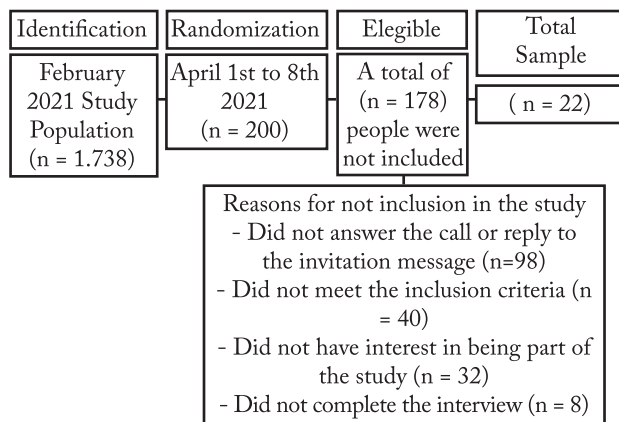 Identification
February
2021 Study
Population
(n = 1.738)
Randomization
April 1st to 8th
2021
(n = 200)
Elegible
A total of
(n = 178)
people were
not included
Total
Sample
( n = 22)
Reasons for not inclusion in the study
- Did not answer the call or reply to
the invitation message (n=98)
- Did not meet the inclusion criteria (n
= 40)
- Did not have interest in being part of
the study (n = 32)
- Did not complete the interview (n = 8)